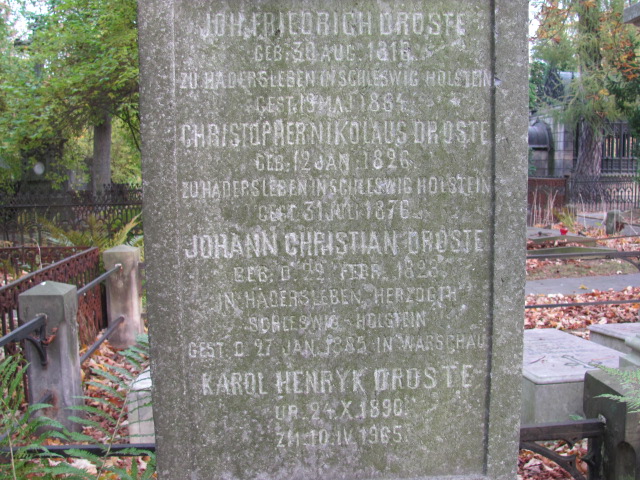 JOH. FRIEDRICH DROSTE
GEB. 30 AUG. 1816
ZU HADERSLEBEN IN SCHLESWIG HOLSTEIN
GEST. 19 MAJ 1884
CHRISTOPHER NIKOLAUS DROSTE
GEB. 12 JAN. 1826
ZU HADERSLEBEN IN SCHLESWIG HOLSTEIN
GEST. 31 JULI 1876
JOHANN CHRISTIAN DROSTE
GEB. D. FEBR.
IN HADERSLEBEN, HERZOGTH.
SCHLESWIG-HOLSTEIN
GEST. D. 27 JAN. 1885 IN WARSCHAU
KAROL HENRYK DROSTE
UR. 24.X.1890
ZM. 10.IV.1965